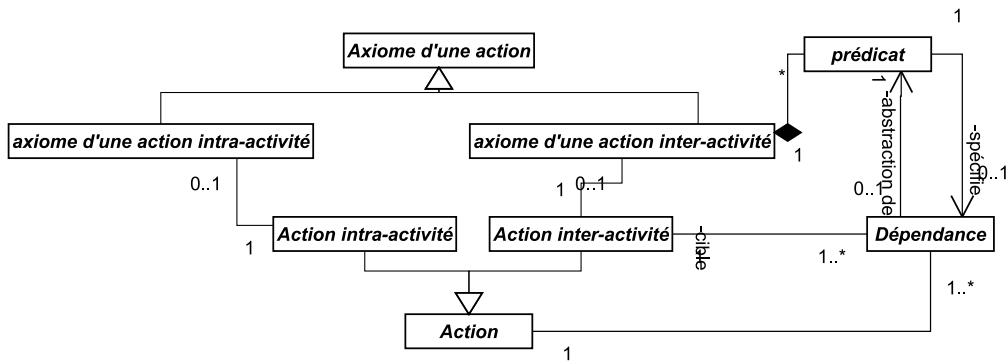 1
Axiome d'une action
prédicat
*
1
-abstraction de
-spécifie
axiome d'une action intra-activité
axiome d'une action inter-activité
1
0..1
1
0..1
0..1
0..1
1
Action intra-activité
Action inter-activité
-cible
Dépendance
1..*
1..*
Action
1